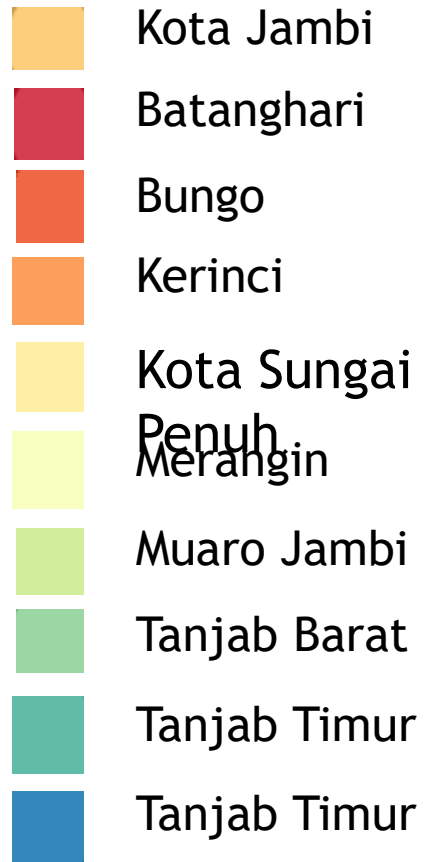 Kota Jambi
Batanghari
Bungo
Kerinci
Kota Sungai
Penuh
Merangin
Muaro Jambi
Tanjab Barat
Tanjab Timur
Tanjab Timur